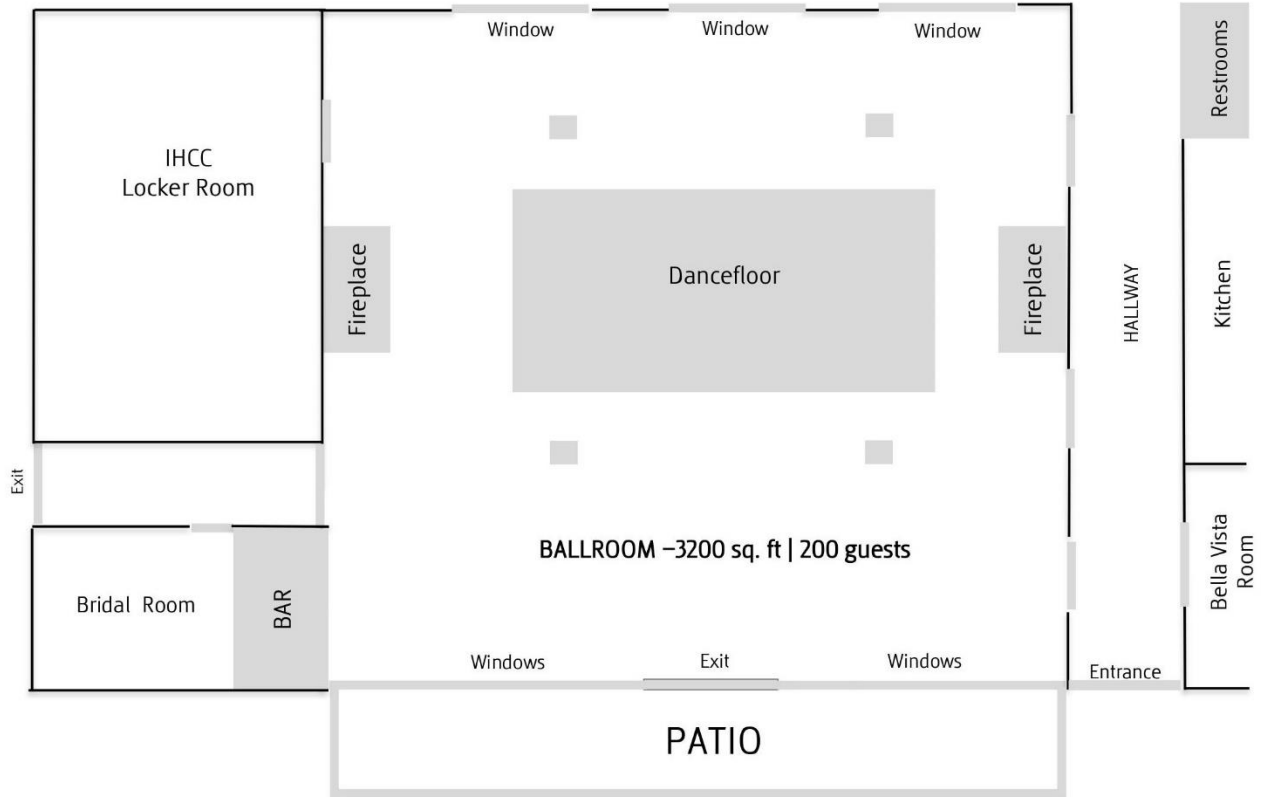 Window
Window
Window
Restrooms
IHCC
Locker Room
Fireplace
Dancefloor
Fireplace
HALLWAY
Kitchen
Exit
BALLROOM –3200 sq. ft | 200 guests
Bella Vista
Room
Bridal Room
BAR
Windows
Exit
Windows
Entrance
PATIO